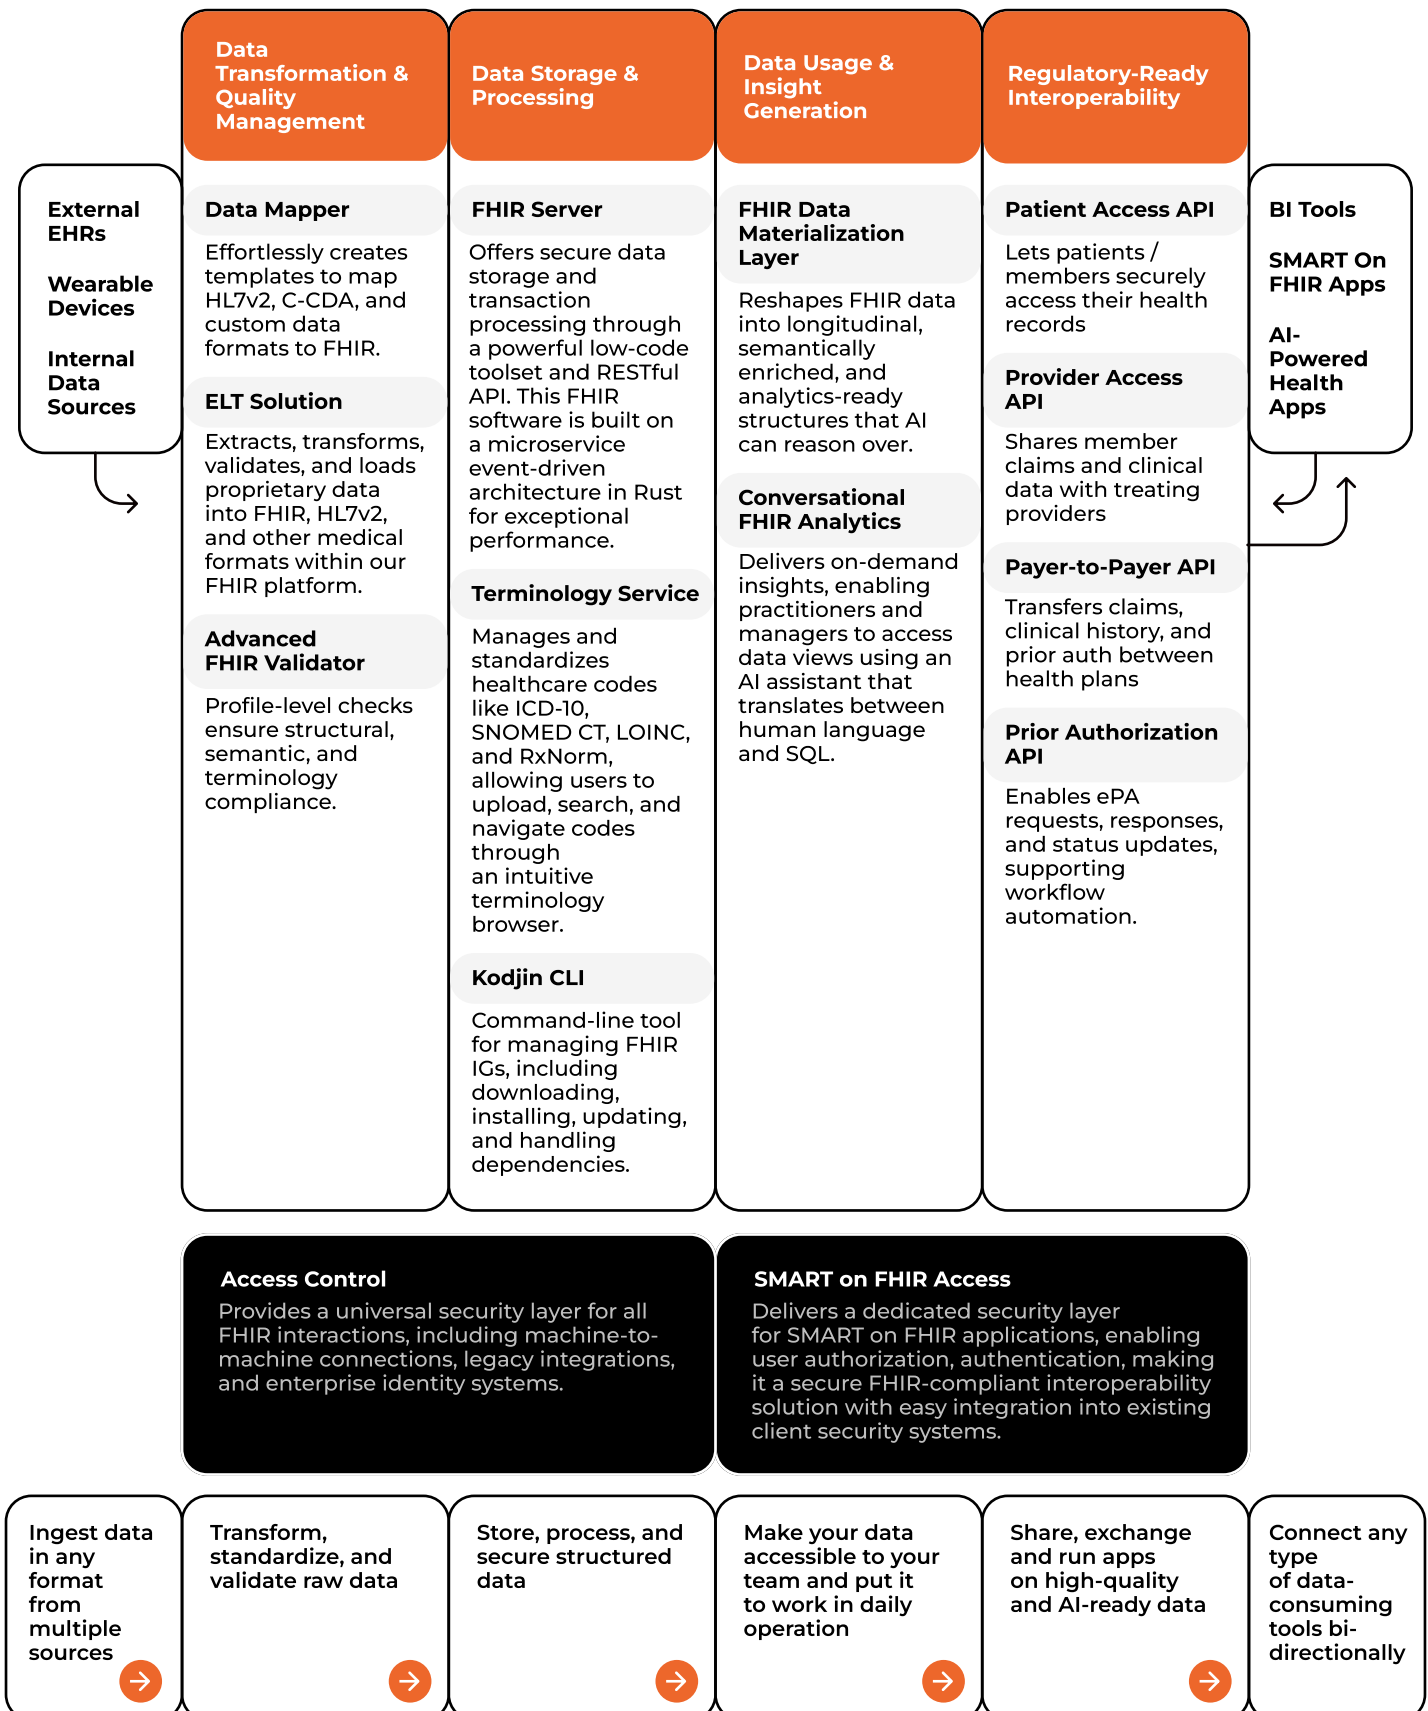 Data
Transformation &
Quality
Management
Data Storage &
Processing
Data Usage &
Insight
Generation
Regulatory-Ready
Interoperability
External
EHRs
Wearable
Devices
Internal
Data
Sources
Data Mapper
Effortlessly creates
templates to map
HL7v2, C-CDA, and
custom data
formats to FHIR.
ELT Solution
Extracts, transforms,
validates, and loads
proprietary data
into FHIR, HL7v2,
and other medical
formats within our
FHIR platform.
Advanced
FHIR Validator
Profile-level checks
ensure structural,
semantic, and
terminology
compliance.
FHIR Server
Offers secure data
storage and
transaction
processing through
a powerful low-code
toolset and RESTful
API. This FHIR
software is built on
a microservice
event-driven
architecture in Rust
for exceptional
performance.
Terminology Service
Manages and
standardizes
healthcare codes
like ICD-10,
SNOMED CT, LOINC,
and RxNorm,
allowing users to
upload, search, and
navigate codes
through
an intuitive
terminology
browser.
Kodjin CLI
Command-line tool
for managing FHIR
IGs, including
downloading,
installing, updating,
and handling
dependencies.
FHIR Data
Materialization
Layer
Reshapes FHIR data
into longitudinal,
semantically
enriched, and
analytics-ready
structures that AI
can reason over.
Conversational
FHIR Analytics
Delivers on-demand
insights, enabling
practitioners and
managers to access
data views using an
AI assistant that
translates between
human language
and SQL.
Patient Access API
Lets patients /
members securely
access their health
records
Provider Access
API
Shares member
claims and clinical
data with treating
providers
Payer-to-Payer API
Transfers claims,
clinical history, and
prior auth between
health plans
Prior Authorization
API
Enables ePA
requests, responses,
and status updates,
supporting
workflow
automation.
BI Tools
SMART On
FHIR Apps
AI-
Powered
Health
Apps
Access Control
Provides a universal security layer for all
FHIR interactions, including machine-to-
machine connections, legacy integrations,
and enterprise identity systems.
SMART on FHIR Access
Delivers a dedicated security layer
for SMART on FHIR applications, enabling
user authorization, authentication, making
it a secure FHIR-compliant interoperability
solution with easy integration into existing
client security systems.
Ingest data
in any
format
from
multiple
sources
Transform,
standardize, and
validate raw data
Store, process, and
secure structured
data
Make your data
accessible to your
team and put it
to work in daily
operation
Share, exchange
and run apps
on high-quality
and AI-ready data
Connect any
type
of data-
consuming
tools bi-
directionally